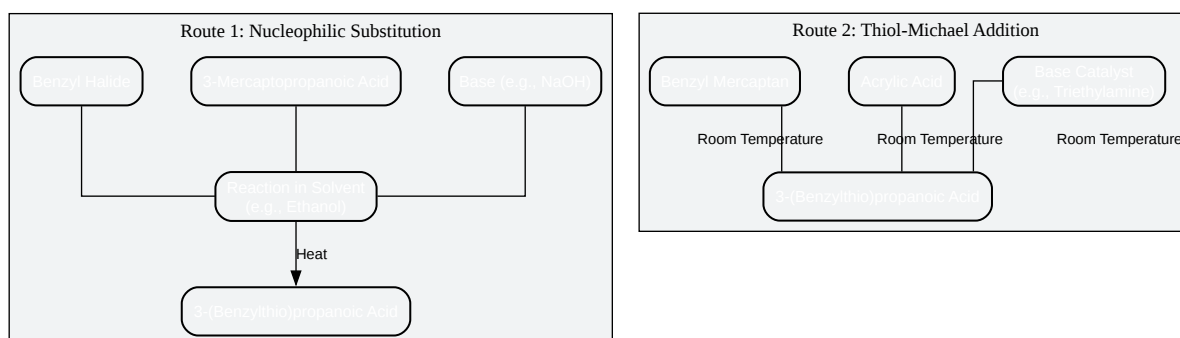 Route 1: Nucleophilic Substitution
Benzyl Halide
3-Mercaptopropanoic Acid
Base (e.g., NaOH)
Reaction in Solvent
(e.g., Ethanol)
Heat
3-(Benzylthio)propanoic Acid
Route 2: Thiol-Michael Addition
Benzyl Mercaptan
Acrylic Acid
Base Catalyst
(e.g., Triethylamine)
Room Temperature
Room Temperature
Room Temperature
3-(Benzylthio)propanoic Acid